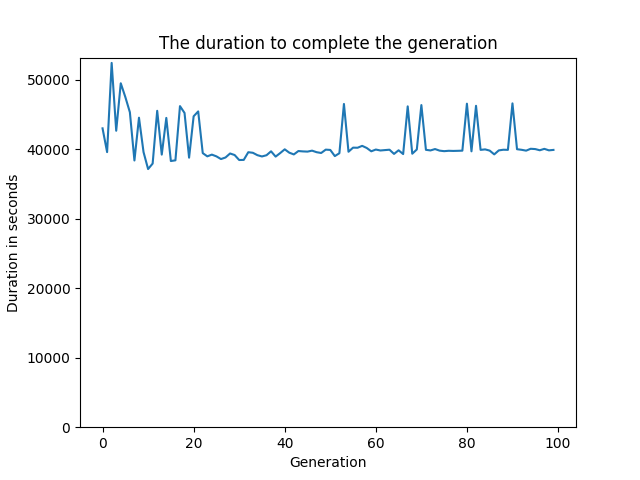 The duration to complete the generation
50000
40000
30000
20000
10000
0
Duration in seconds
0 20 40 60 80 100
Generation